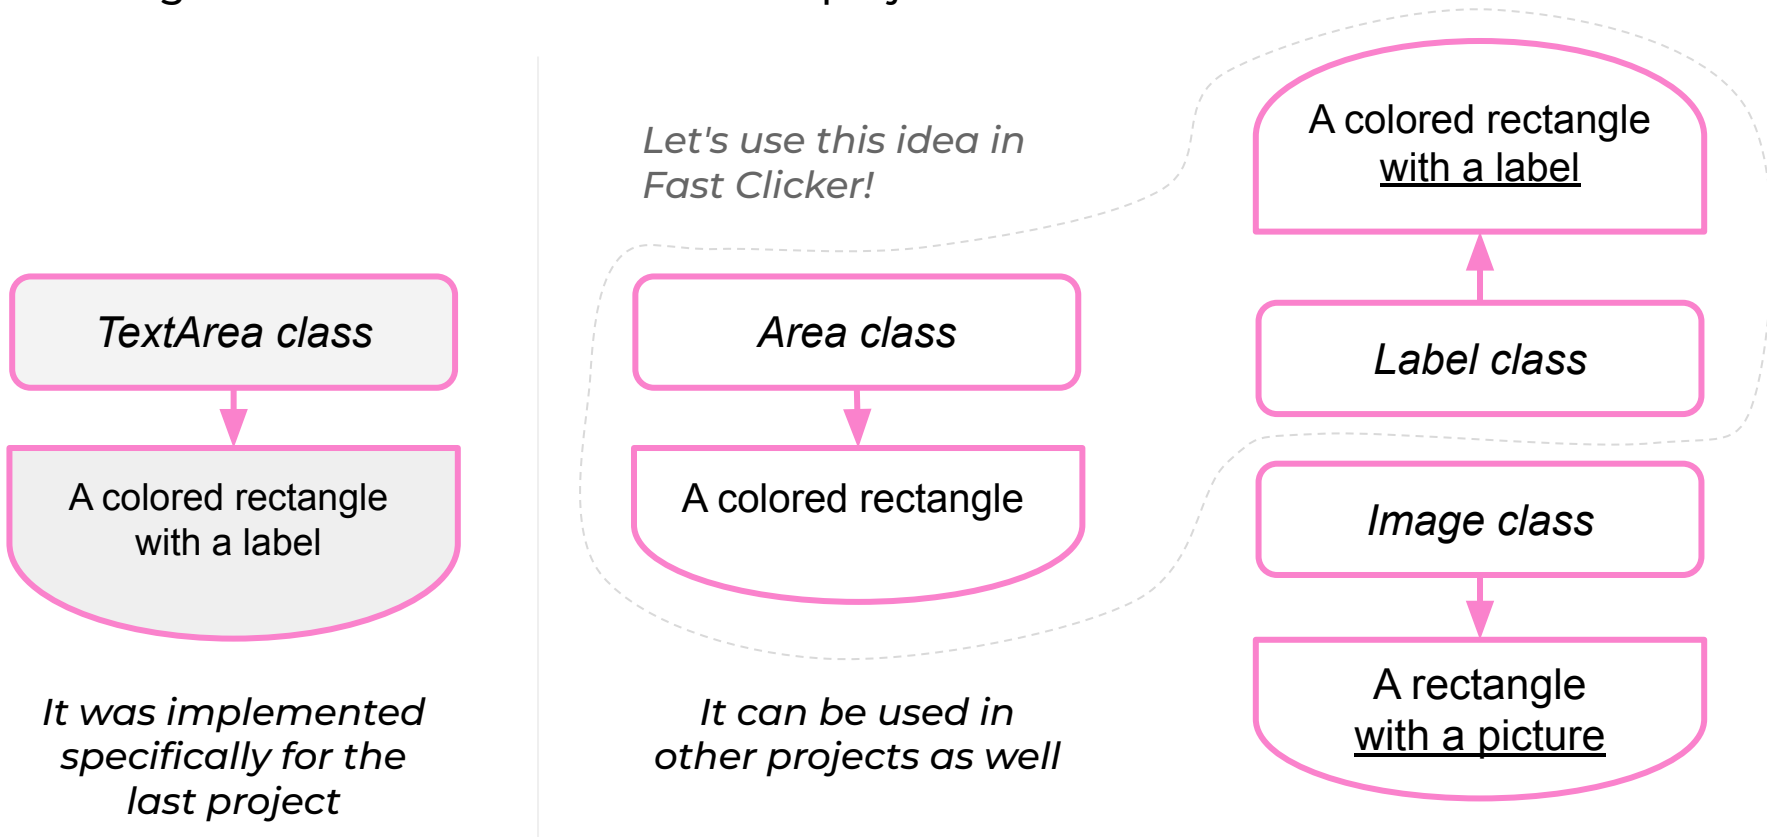 TextArea class
A colored rectangle
with a label
It was implemented
specifically for the
last project
Let's use this idea in
Fast Clicker!
Area class
A colored rectangle
It can be used in
other projects as well
A colored rectangle
with a label
Label class
Image class
A rectangle
with a picture